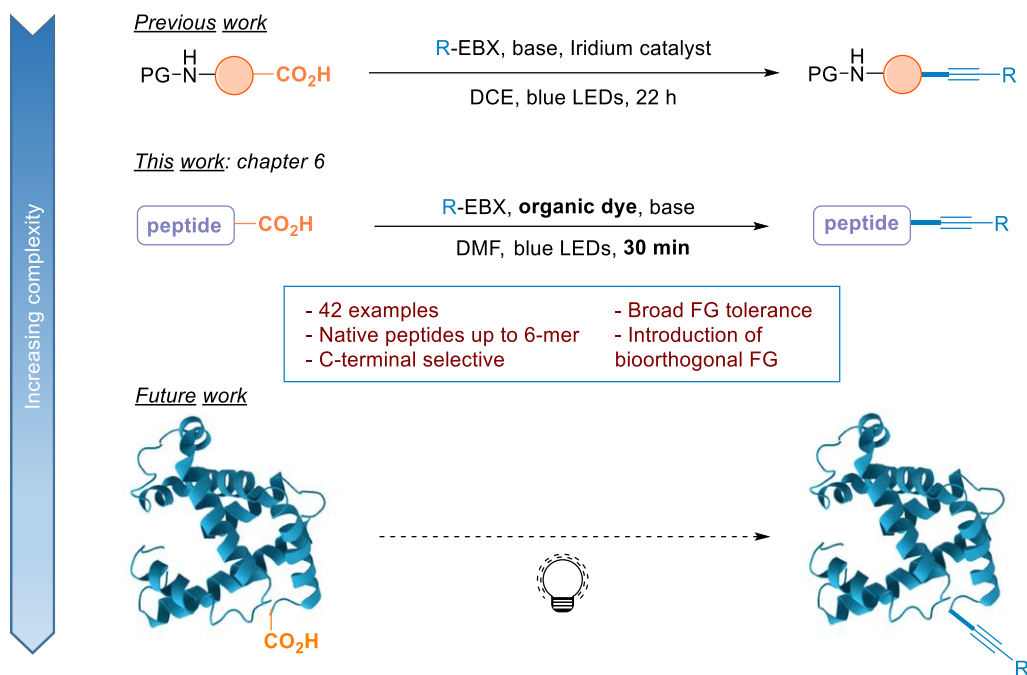 Previous work
PG-N-CO₂H
H
R-EBX, base, Iridium catalyst
DCE, blue LEDs, 22 h
PG-N
H
R
This work: chapter 6
peptide
CO₂H
R-EBX, organic dye, base
DMF, blue LEDs, 30 min
peptide
R
- 42 examples
- Native peptides up to 6-mer
- C-terminal selective
- Broad FG tolerance
- Introduction of
bioorthogonal FG
Future work
CO₂H
R
Increasing complexity